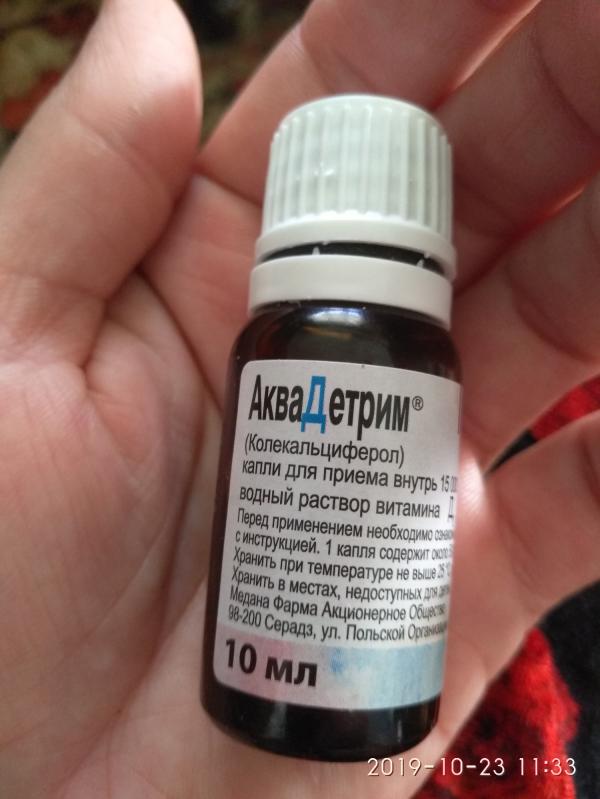 АкваДетрим®
(Колекальциферол)
капли для приема внутрь 15 000
водный раствор витамина Д
Перед применением необходимо
с инструкцией. 1 капля содержит около
Хранить при температуре не выше 25
Хранить в местах, недоступных для
Медана Фарма Акционерное Общество
98-200 Серадз, ул. Польской
10 мл
2019-10-23 11:33